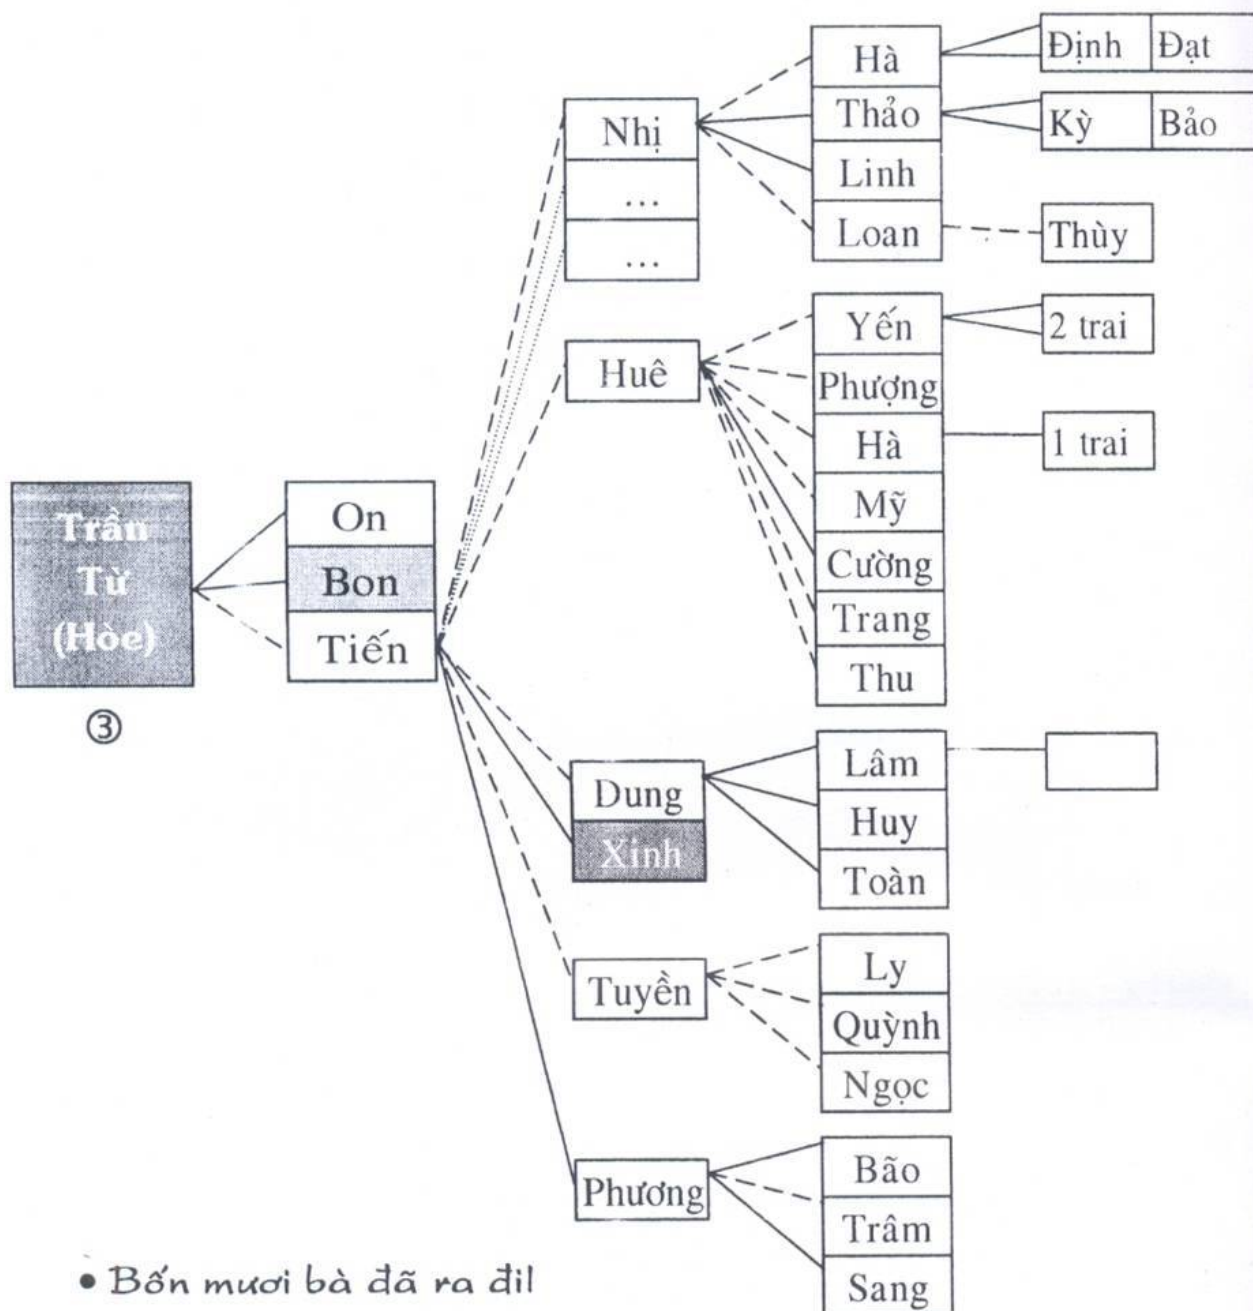 Trần
Từ
(Hòe)
③
On
Bon
Tiến
Nhị
...
...
Huê
Dung
Xinh
Tuyền
Phương
Hà
Thảo
Linh
Loan
Yến
Phượng
Hà
Mỹ
Cường
Trang
Thu
Lâm
Huy
Toàn
Ly
Quỳnh
Ngọc
Bão
Trâm
Sang
Định Đạt
Kỳ Bảo
Thùy
2 trai
1 trai
• Bốn mươi bà đã ra đi!